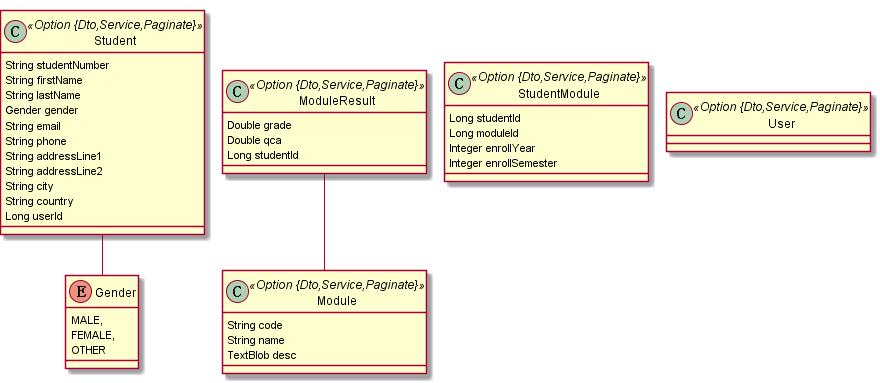 C «Option {Dto,Service,Paginate}»
Student
String studentNumber
String firstName
String lastName
Gender gender
String email
String phone
String addressLine1
String addressLine2
String city
String country
Long userId
C «Option {Dto,Service,Paginate}»
ModuleResult
Double grade
Double qca
Long studentId
C «Option {Dto,Service,Paginate}»
StudentModule
Long studentId
Long moduleId
Integer enrollYear
Integer enrollSemester
C «Option {Dto,Service,Paginate}»
User
E Gender
MALE,
FEMALE,
OTHER
C «Option {Dto,Service,Paginate}»
Module
String code
String name
TextBlob desc